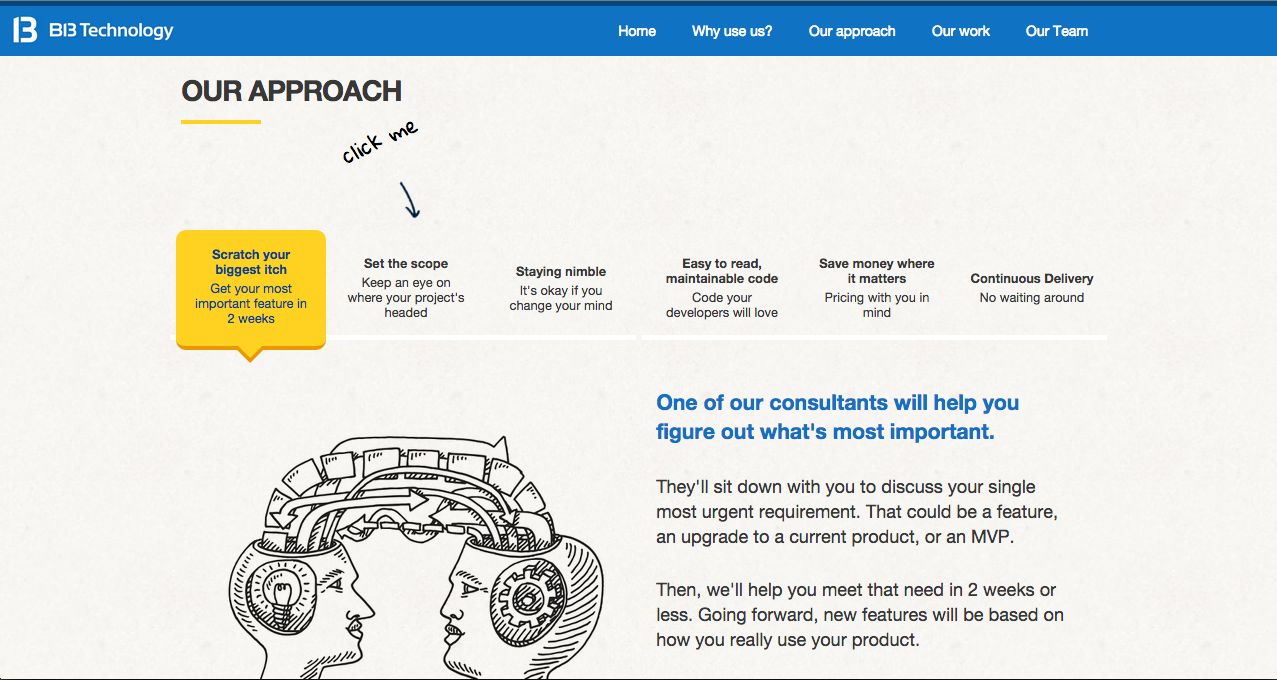 BIB Technology
Home Why use us? Our approach Our work Our Team
OUR APPROACH
click me
Scratch your
biggest itch
Get your most
important feature in
2 weeks
Set the scope
Keep an eye on
where your project's
headed
Staying nimble
It's okay if you
change your mind
Easy to read,
maintainable code
Code your
developers will love
Save money where
it matters
Pricing with you in
mind
Continuous Delivery
No waiting around
One of our consultants will help you
figure out what's most important.
They'll sit down with you to discuss your single
most urgent requirement. That could be a feature,
an upgrade to a current product, or an MVP.
Then, we'll help you meet that need in 2 weeks or
less. Going forward, new features will be based on
how you really use your product.